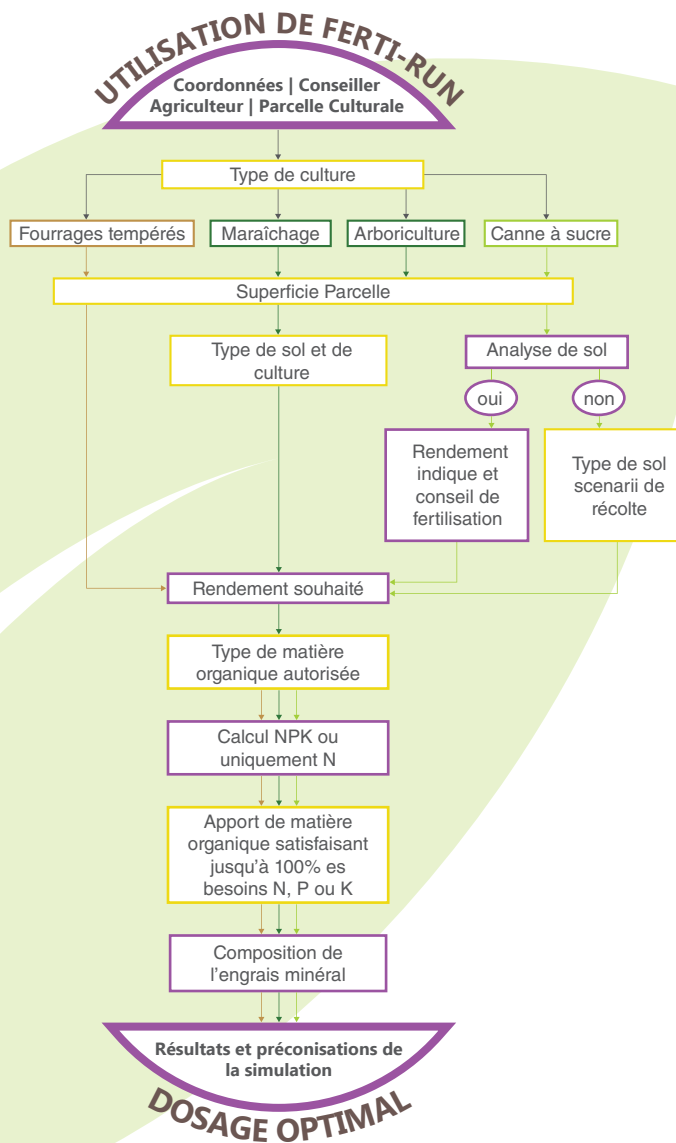 UTILISATION DE FERTI-RUN
Coordonnées | Conseiller
Agriculteur | Parcelle Culturale
Type de culture
Fourrages tempérés
Maraîchage
Arboriculture
Canne à sucre
Superficie Parcelle
Type de sol et de
culture
Analyse de sol
oui
non
Rendement
indique et
conseil de
fertilisation
Type de sol
scenarii de
récolte
Rendement souhaité
Type de matière
organique autorisée
Calcul NPK ou
uniquement N
Apport de matière
organique satisfaisant
jusqu'à 100% es
besoins N, P ou K
Composition de
l'engrais minéral
Résultats et préconisations de
la simulation
DOSAGE OPTIMAL